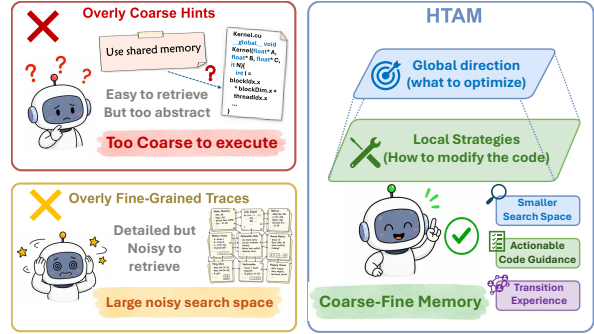 Overly Coarse Hints
Use shared memory
?
?
?
?
Kernel.cu
__global__ void
Kernel(float* A,
float* B, float* C,
it N){
int I =
blockIdx.x
* blockDim.x +
threadIdx.x
...
}
Easy to retrieve
But too abstract
Too Coarse to execute
Overly Fine-Grained Traces
Detailed but
Noisy to
retrieve
Large noisy search space
HTAM
Global direction
(what to optimize)
Local Strategies
(How to modify the code)
Smaller
Search Space
Actionable
Code Guidance
Transition
Experience
Coarse-Fine Memory